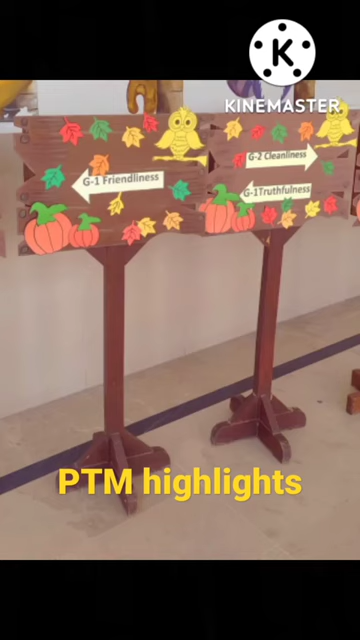 K
KINEMASTER
G-1 Friendliness
G-2 Cleanliness
G-1Truthfulness
PTM highlights